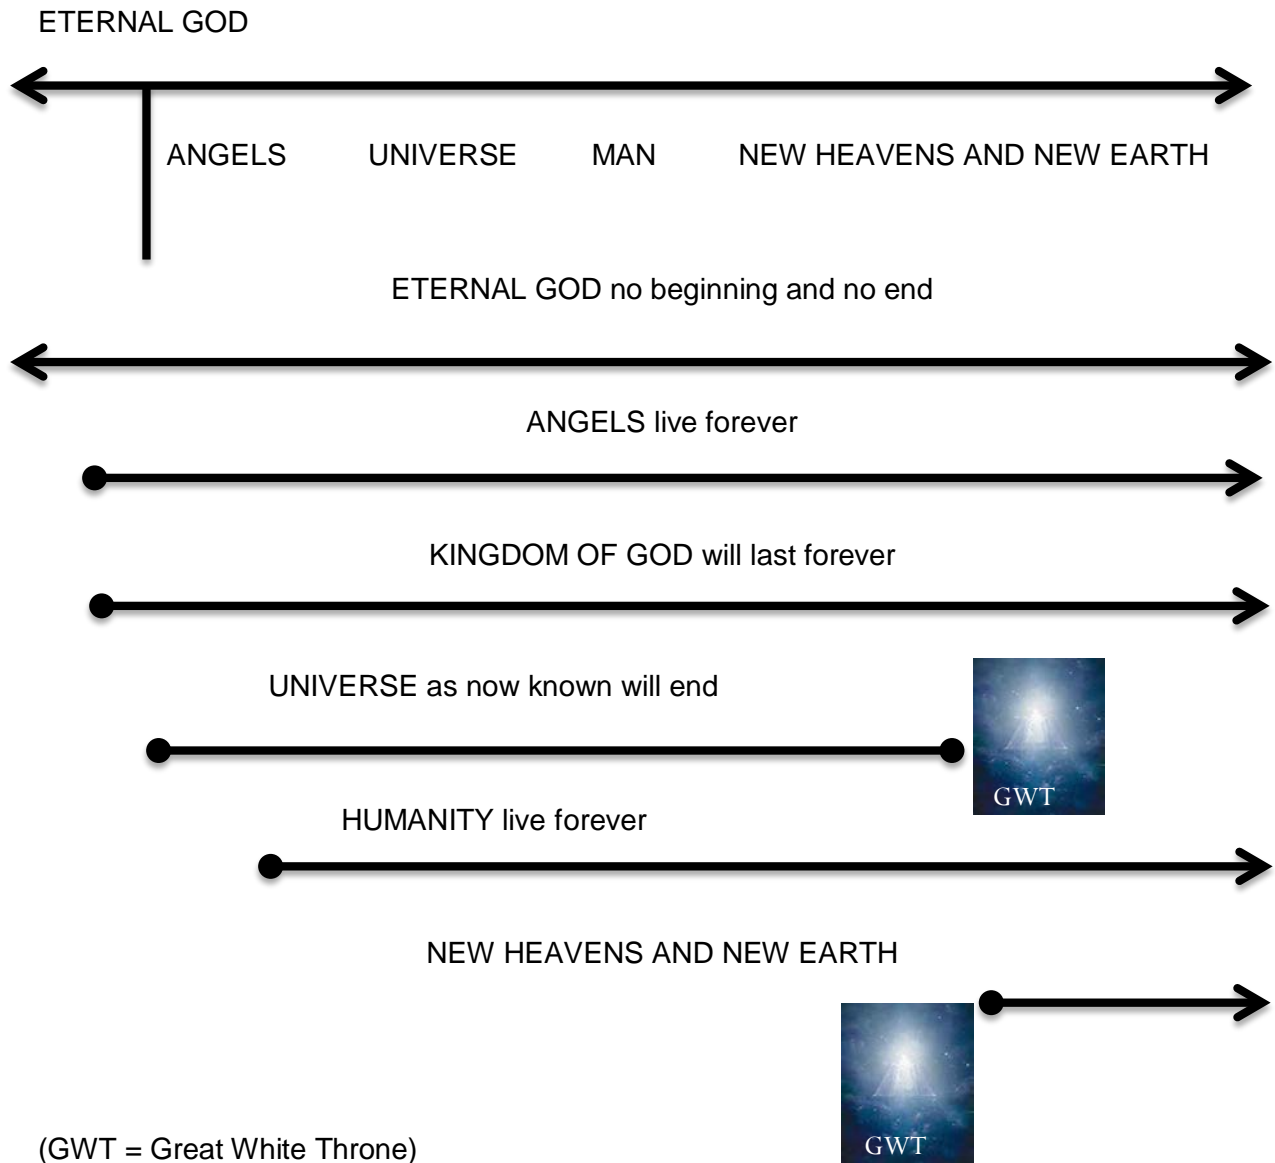 ETERNAL GOD
ANGELS UNIVERSE MAN NEW HEAVENS AND NEW EARTH
ETERNAL GOD no beginning and no end
ANGELS live forever
KINGDOM OF GOD will last forever
UNIVERSE as now known will end
GWT
HUMANITY live forever
NEW HEAVENS AND NEW EARTH
GWT
(GWT = Great White Throne)